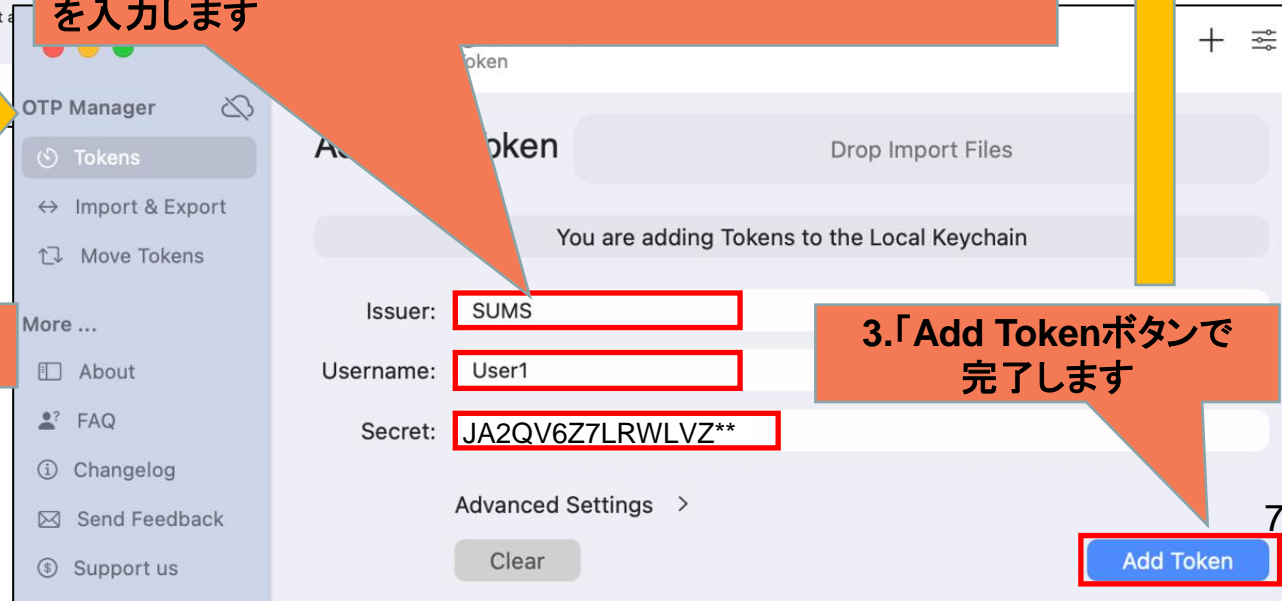 を入力します
oken
OTP Manager
Tokens
oken
Drop Import Files
Import & Export
You are adding Tokens to the Local Keychain
Move Tokens
Issuer: SUMS
More ...
3.「Add Tokenボタンで
完了します
About
Username: User1
FAQ
Secret: JA2QV6Z7LRWLVZ**
Changelog
Advanced Settings >
Send Feedback
7
Clear
Add Token
Support us